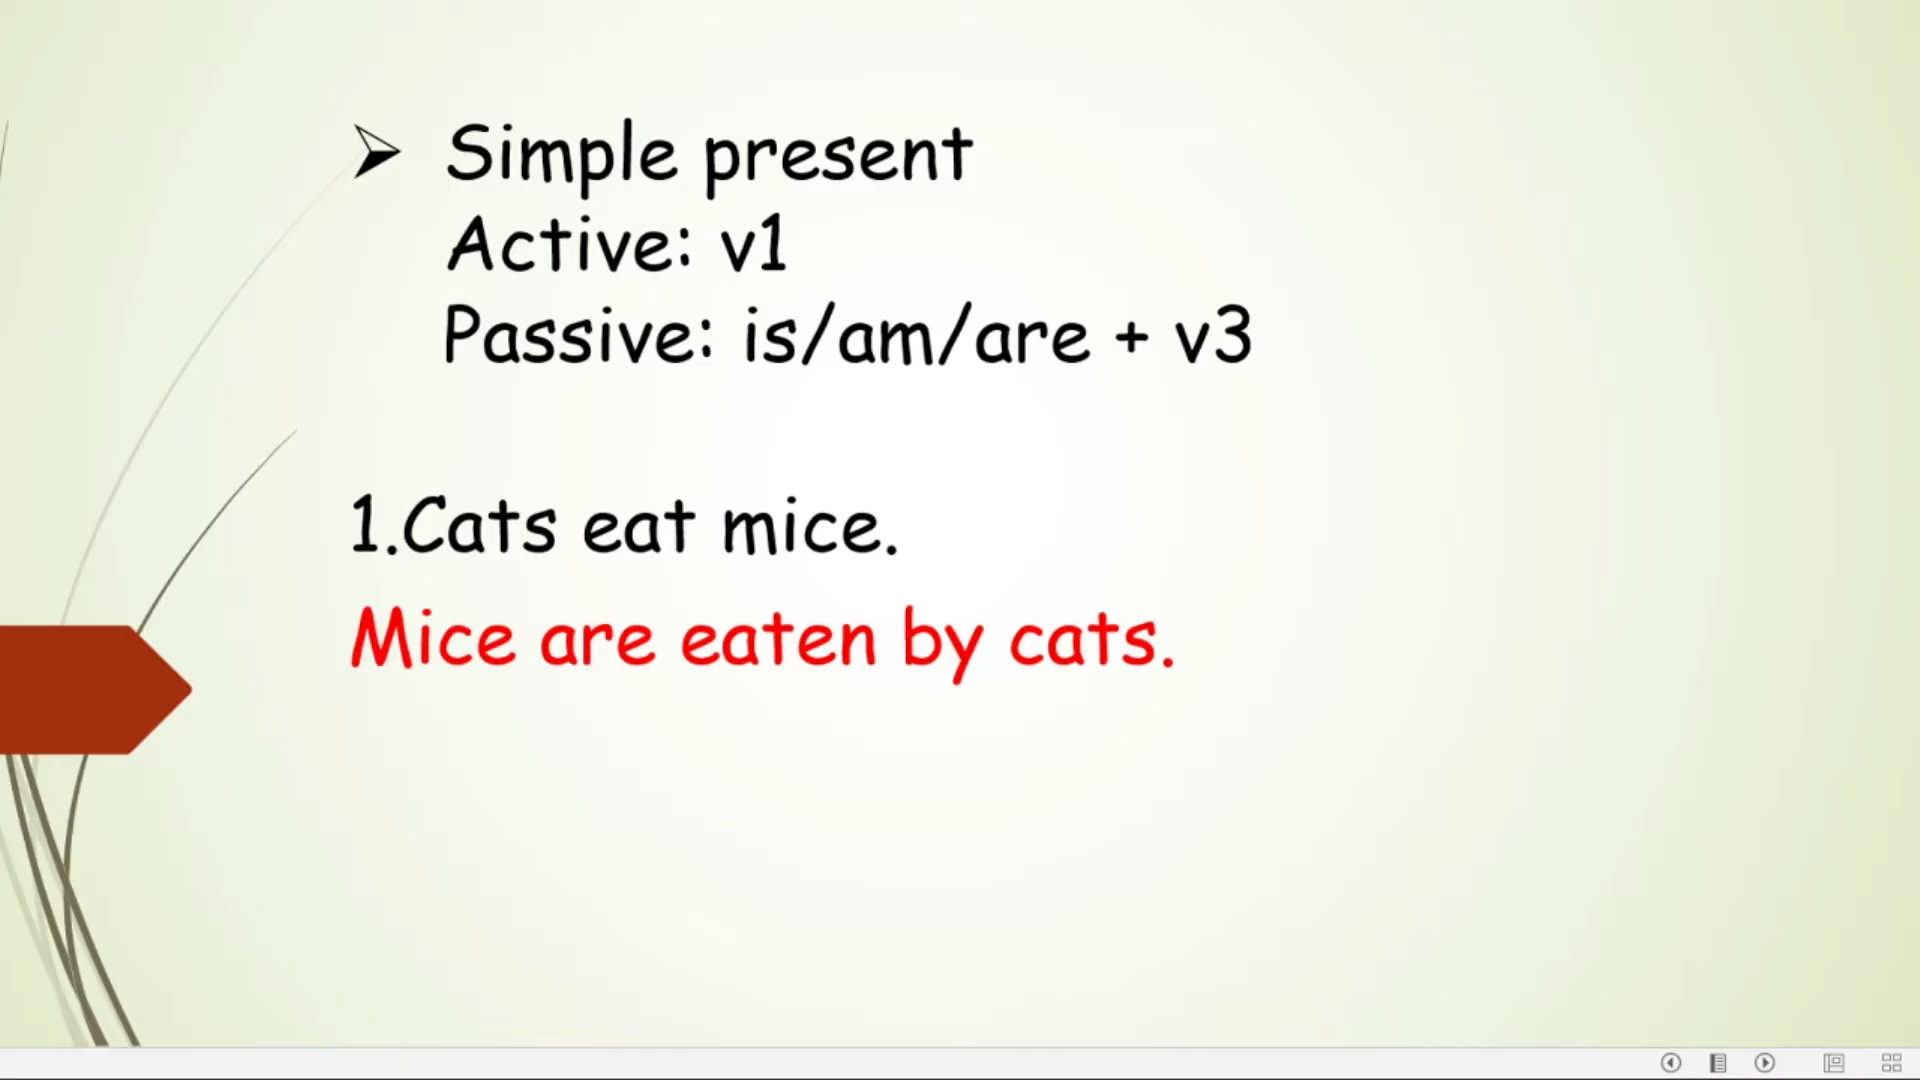 Simple present
Active: v1
Passive: is/am/are + v3
1.Cats eat mice.
Mice are eaten by cats.